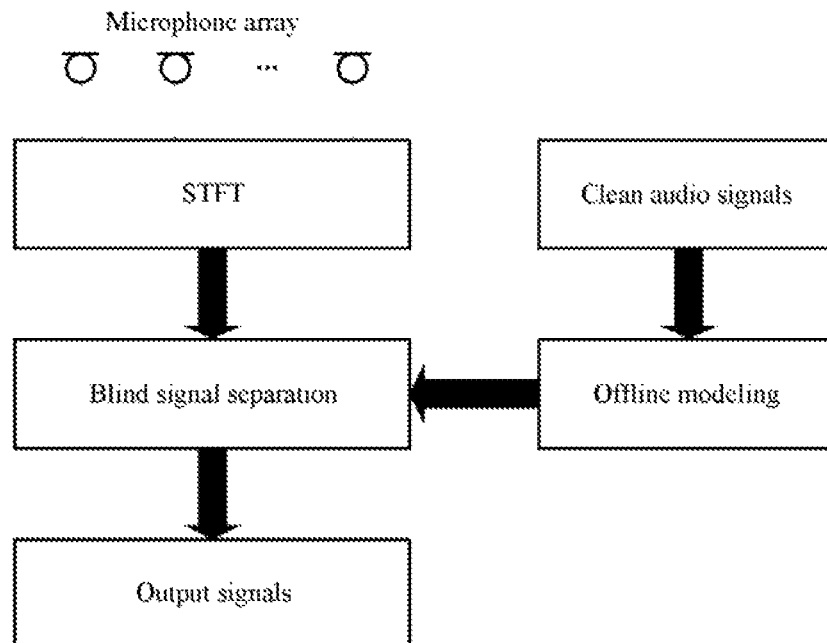 Microphone array
...
STFT
Clean audio signals
Blind signal separation
Offline modeling
Output signals